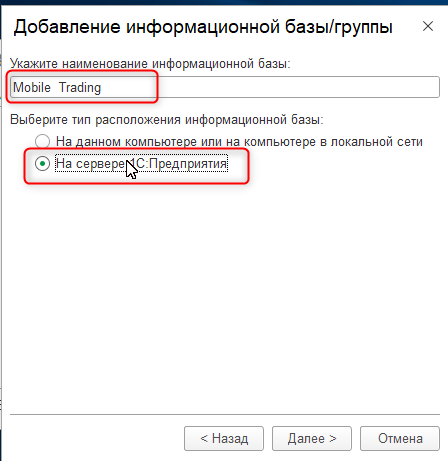 Добавление информационной базы/группы
Укажите наименование информационной базы:
Mobile Trading
Выберите тип расположения информационной базы:
На данном компьютере или на компьютере в локальной сети
На сервере 1С:Предприятия
< Назад
Далее >
Отмена